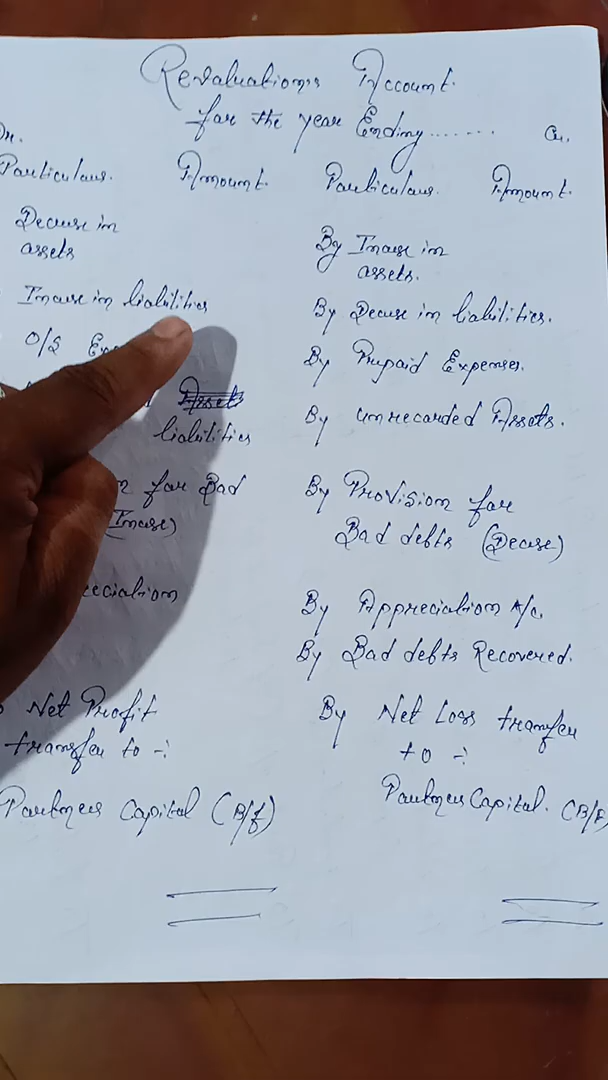 Revaluation's Account.
for the year Ending.......
Dr. Cr.
Particulars. Amount. Particulars. Amount.
Decrease in
assets
Increase in liabilities
O/S
Asset
liabilities
for Bad
(Increase)
Net Profit
transfer to :-
Partners Capital (B/f)
By Increase in
assets.
By Decrease in liabilities.
By Prepaid Expenses.
By unrecorded Assets.
By Provision for
Bad debts (Decrease)
By Appreciation A/c.
By Bad debts Recovered.
By Net Loss transfer
to :-
Partners Capital. (B/F)